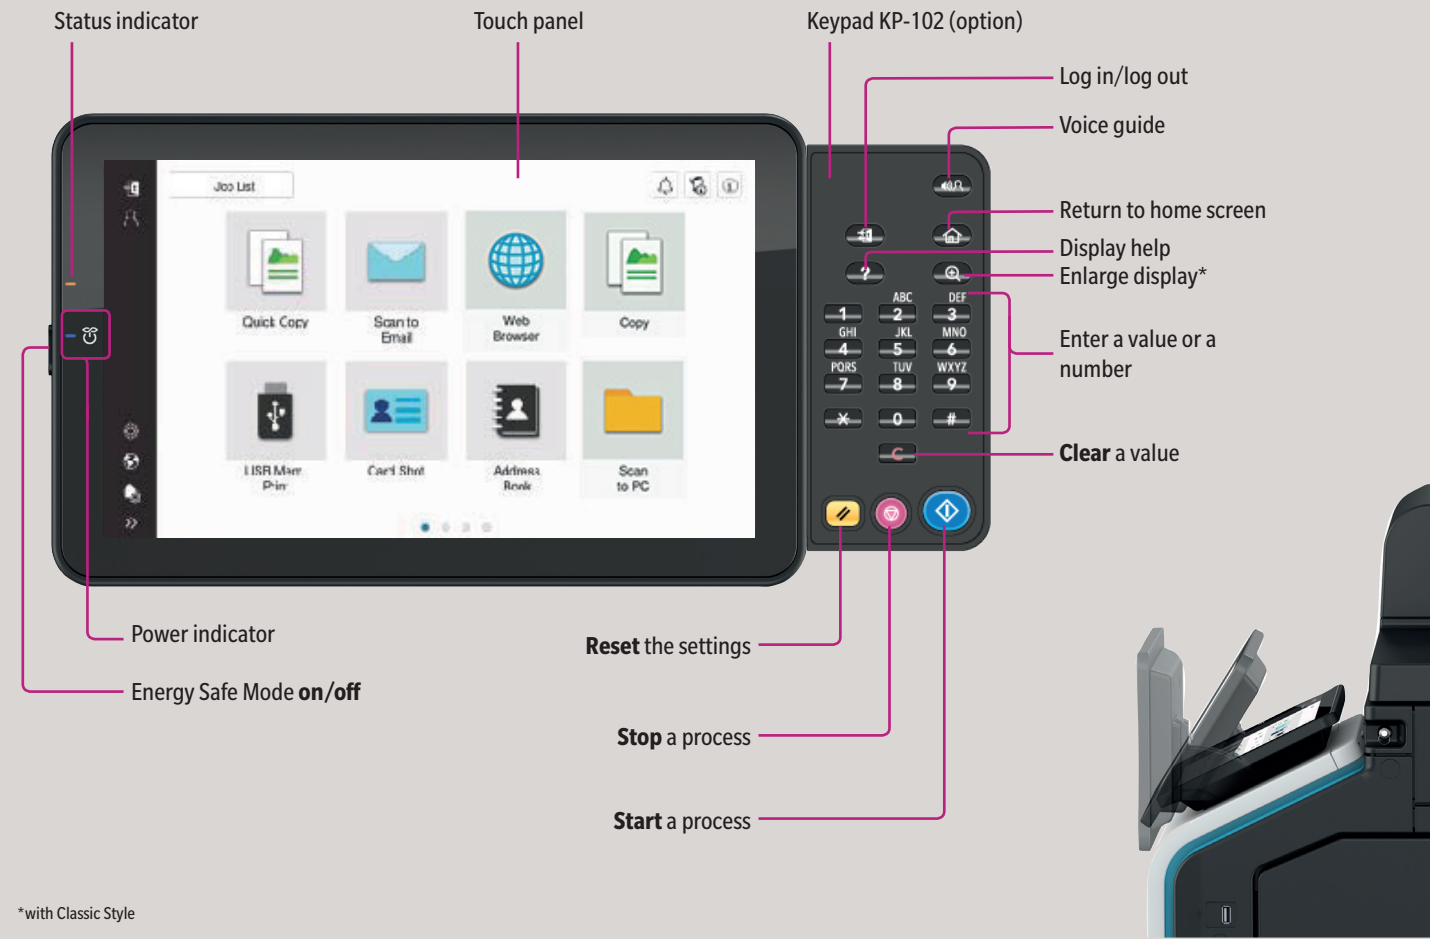 Status indicator
Touch panel
Keypad KP-102 (option)
Log in/log out
Voice guide
Return to home screen
Display help
Enlarge display*
Enter a value or a
number
Clear a value
Job List
Quick Copy
Scan to
Email
Web
Browser
Copy
USB Mem.
Print
Card Shot
Address
Book
Scan
to PC
?
ABC DEF
1 2 3
GHI JKL MNO
4 5 6
PQRS TUV WXYZ
7 8 9
0 #
C
Power indicator
Energy Safe Mode on/off
Reset the settings
Stop a process
Start a process
*with Classic Style